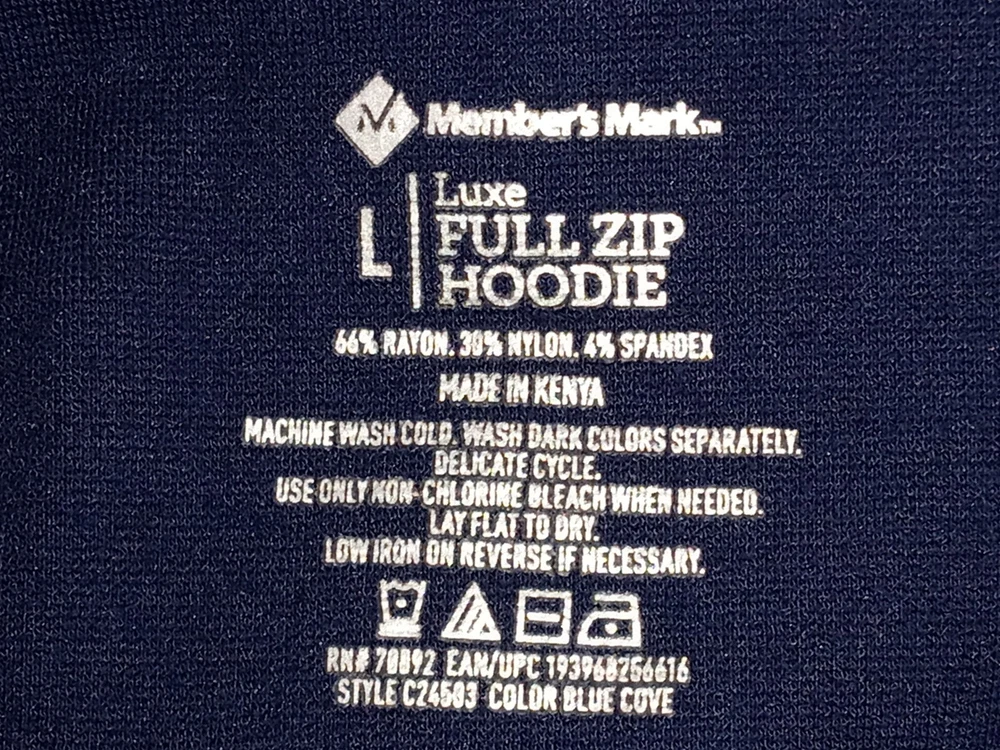 Member's Mark™
L
Luxe
FULL ZIP
HOODIE
66% RAYON. 30% NYLON. 4% SPANDEX
MADE IN KENYA
MACHINE WASH COLD. WASH DARK COLORS SEPARATELY.
DELICATE CYCLE.
USE ONLY NON-CHLORINE BLEACH WHEN NEEDED.
LAY FLAT TO DRY.
LOW IRON ON REVERSE IF NECESSARY.
RN# 70892 EAN/UPC 193968256616
STYLE C24503 COLOR BLUE COVE